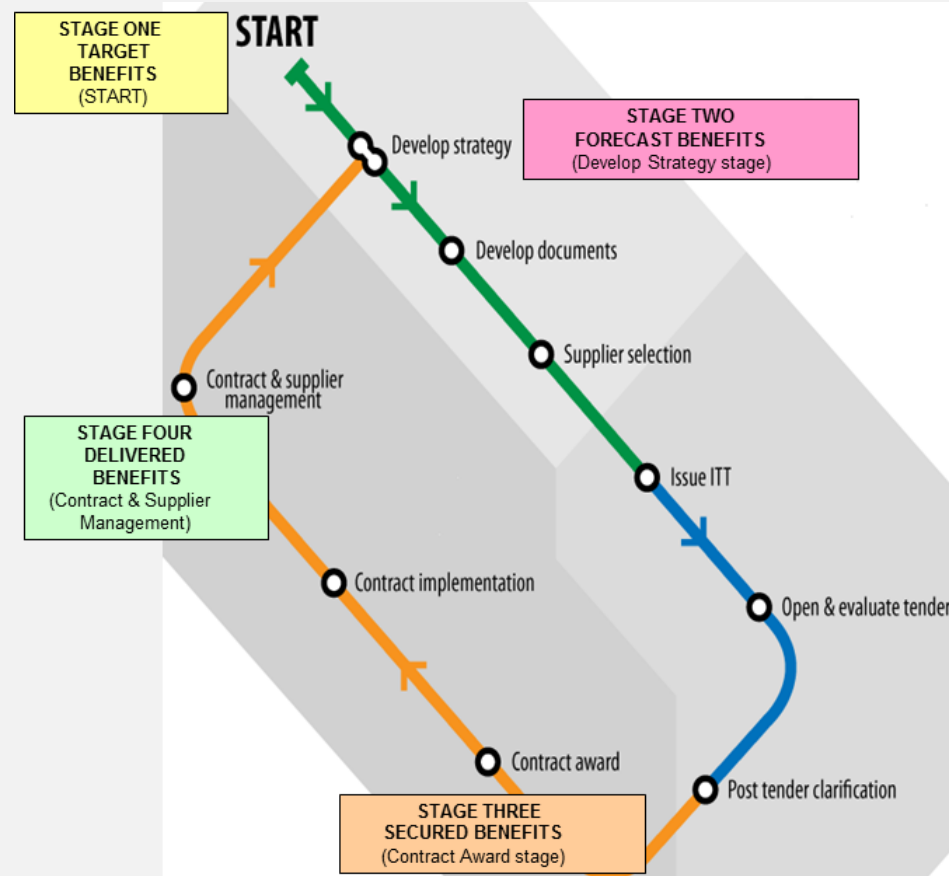 STAGE ONE
TARGET
BENEFITS
(START)
START
STAGE TWO
FORECAST BENEFITS
(Develop Strategy stage)
Develop strategy
Develop documents
Supplier selection
Contract & supplier
management
STAGE FOUR
DELIVERED
BENEFITS
(Contract & Supplier
Management)
Issue ITT
Contract implementation
Open & evaluate tender
Contract award
Post tender clarification
STAGE THREE
SECURED BENEFITS
(Contract Award stage)